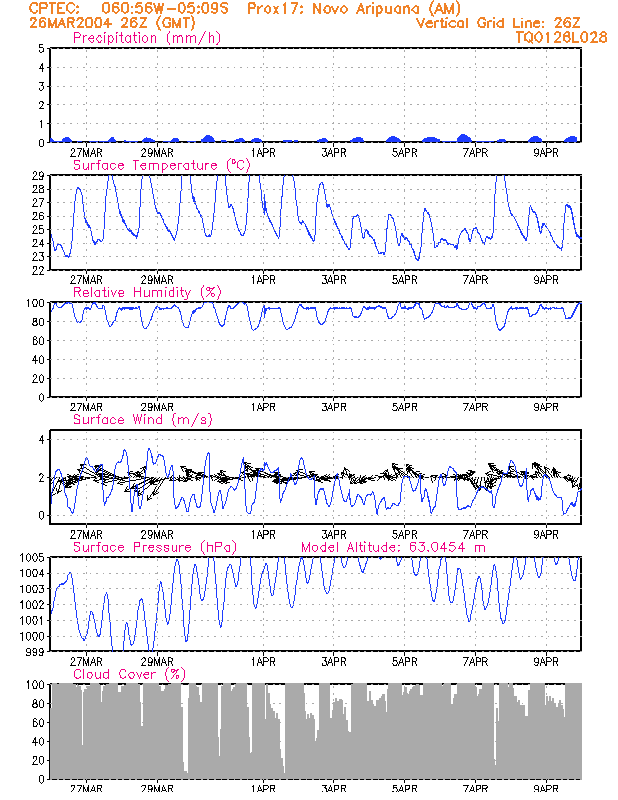 CPTEC: 060:56W-05:09S Prox17: Novo Aripuana (AM)
26MAR2004 26Z (GMT) Vertical Grid Line: 26Z
Precipitation (mm/h) TQ0126L028
5
4
3
2
1
0
27MAR 29MAR 1APR 3APR 5APR 7APR 9APR
Surface Temperature (ºC)
29
28
27
26
25
24
23
22
27MAR 29MAR 1APR 3APR 5APR 7APR 9APR
Relative Humidity (%)
100
80
60
40
20
0
27MAR 29MAR 1APR 3APR 5APR 7APR 9APR
Surface Wind (m/s)
4
2
0
27MAR 29MAR 1APR 3APR 5APR 7APR 9APR
Surface Pressure (hPa) Model Altitude: 63.0454 m
1005
1004
1003
1002
1001
1000
999
27MAR 29MAR 1APR 3APR 5APR 7APR 9APR
Cloud Cover (%)
100
80
60
40
20
0
27MAR 29MAR 1APR 3APR 5APR 7APR 9APR